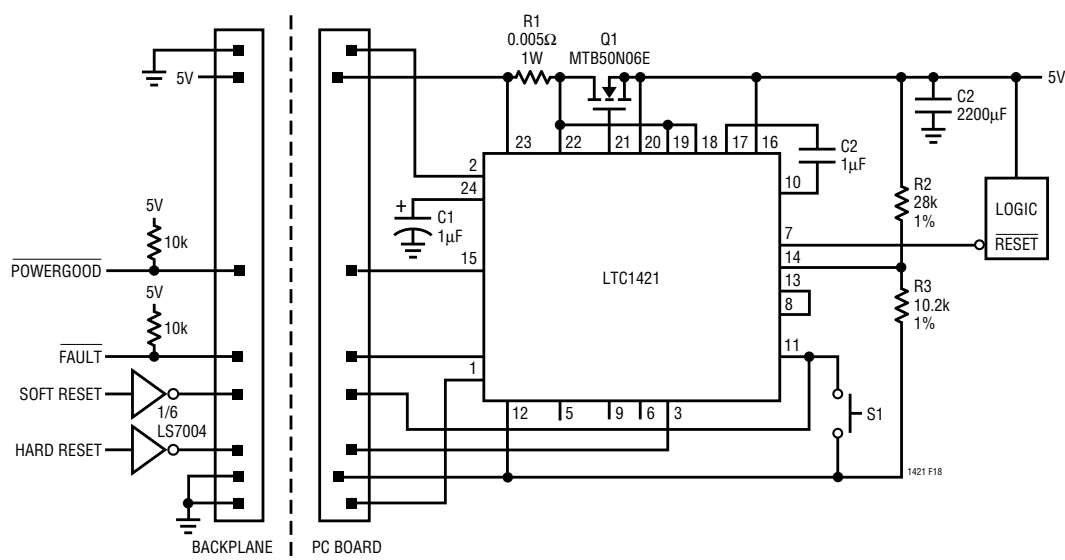 R1
0.005Ω
1W
Q1
MTB50N06E
5V
5V
C2
2200μF
23
22
21
20
19
18
17
16
2
24
C1
1μF
+
15
1
LTC1421
10
C2
1μF
7
14
13
8
11
12
5
9
6
3
R2
28k
1%
R3
10.2k
1%
LOGIC
RESET
S1
5V
10k
POWERGOOD
5V
10k
FAULT
SOFT RESET
1/6
LS7004
HARD RESET
1421 F18
BACKPLANE
PC BOARD